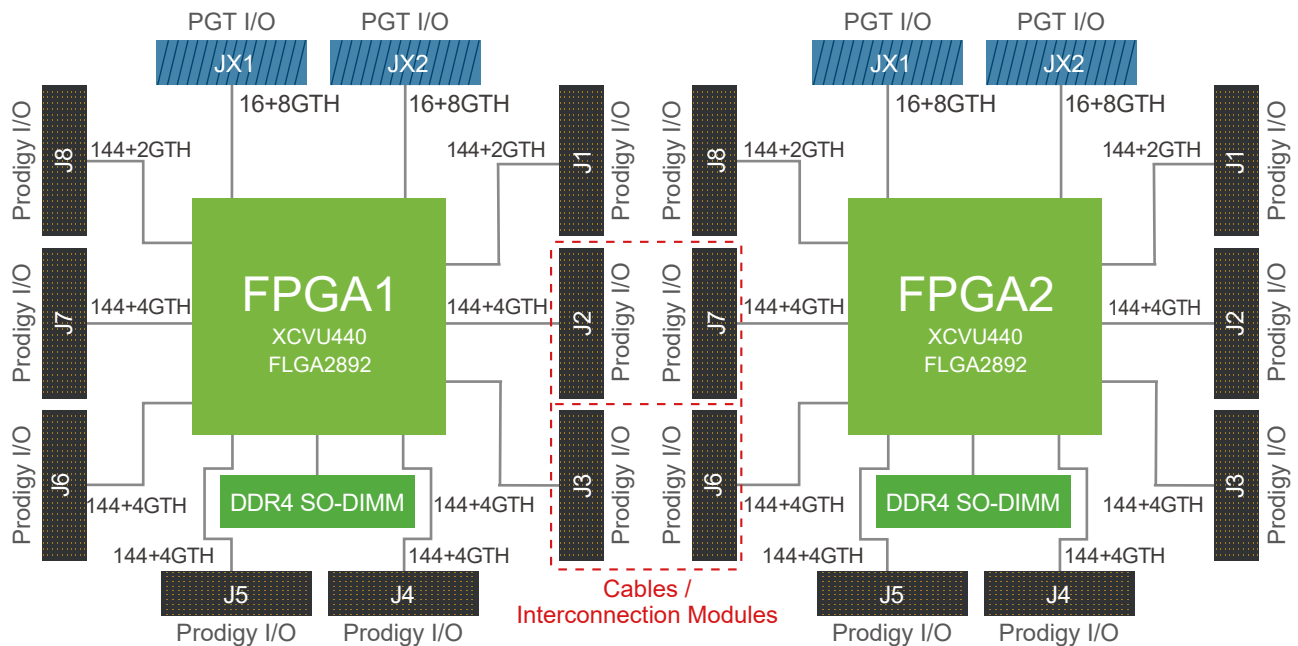 PGT I/O
PGT I/O
PGT I/O
PGT I/O
JX1
JX2
JX1
JX2
16+8GTH
16+8GTH
16+8GTH
16+8GTH
Prodigy I/O
J8
144+2GTH
144+2GTH
J1
Prodigy I/O
Prodigy I/O
J8
144+2GTH
144+2GTH
J1
Prodigy I/O
Prodigy I/O
J7
144+4GTH
FPGA1
XCVU440
FLGA2892
144+4GTH
J2
Prodigy I/O
Prodigy I/O
J7
144+4GTH
FPGA2
XCVU440
FLGA2892
144+4GTH
J2
Prodigy I/O
Prodigy I/O
J6
144+4GTH
DDR4 SO-DIMM
144+4GTH
J3
Prodigy I/O
Prodigy I/O
J6
144+4GTH
DDR4 SO-DIMM
144+4GTH
J3
Prodigy I/O
144+4GTH
144+4GTH
144+4GTH
144+4GTH
J5
J4
J5
J4
Prodigy I/O
Prodigy I/O
Prodigy I/O
Prodigy I/O
Cables /
Interconnection Modules